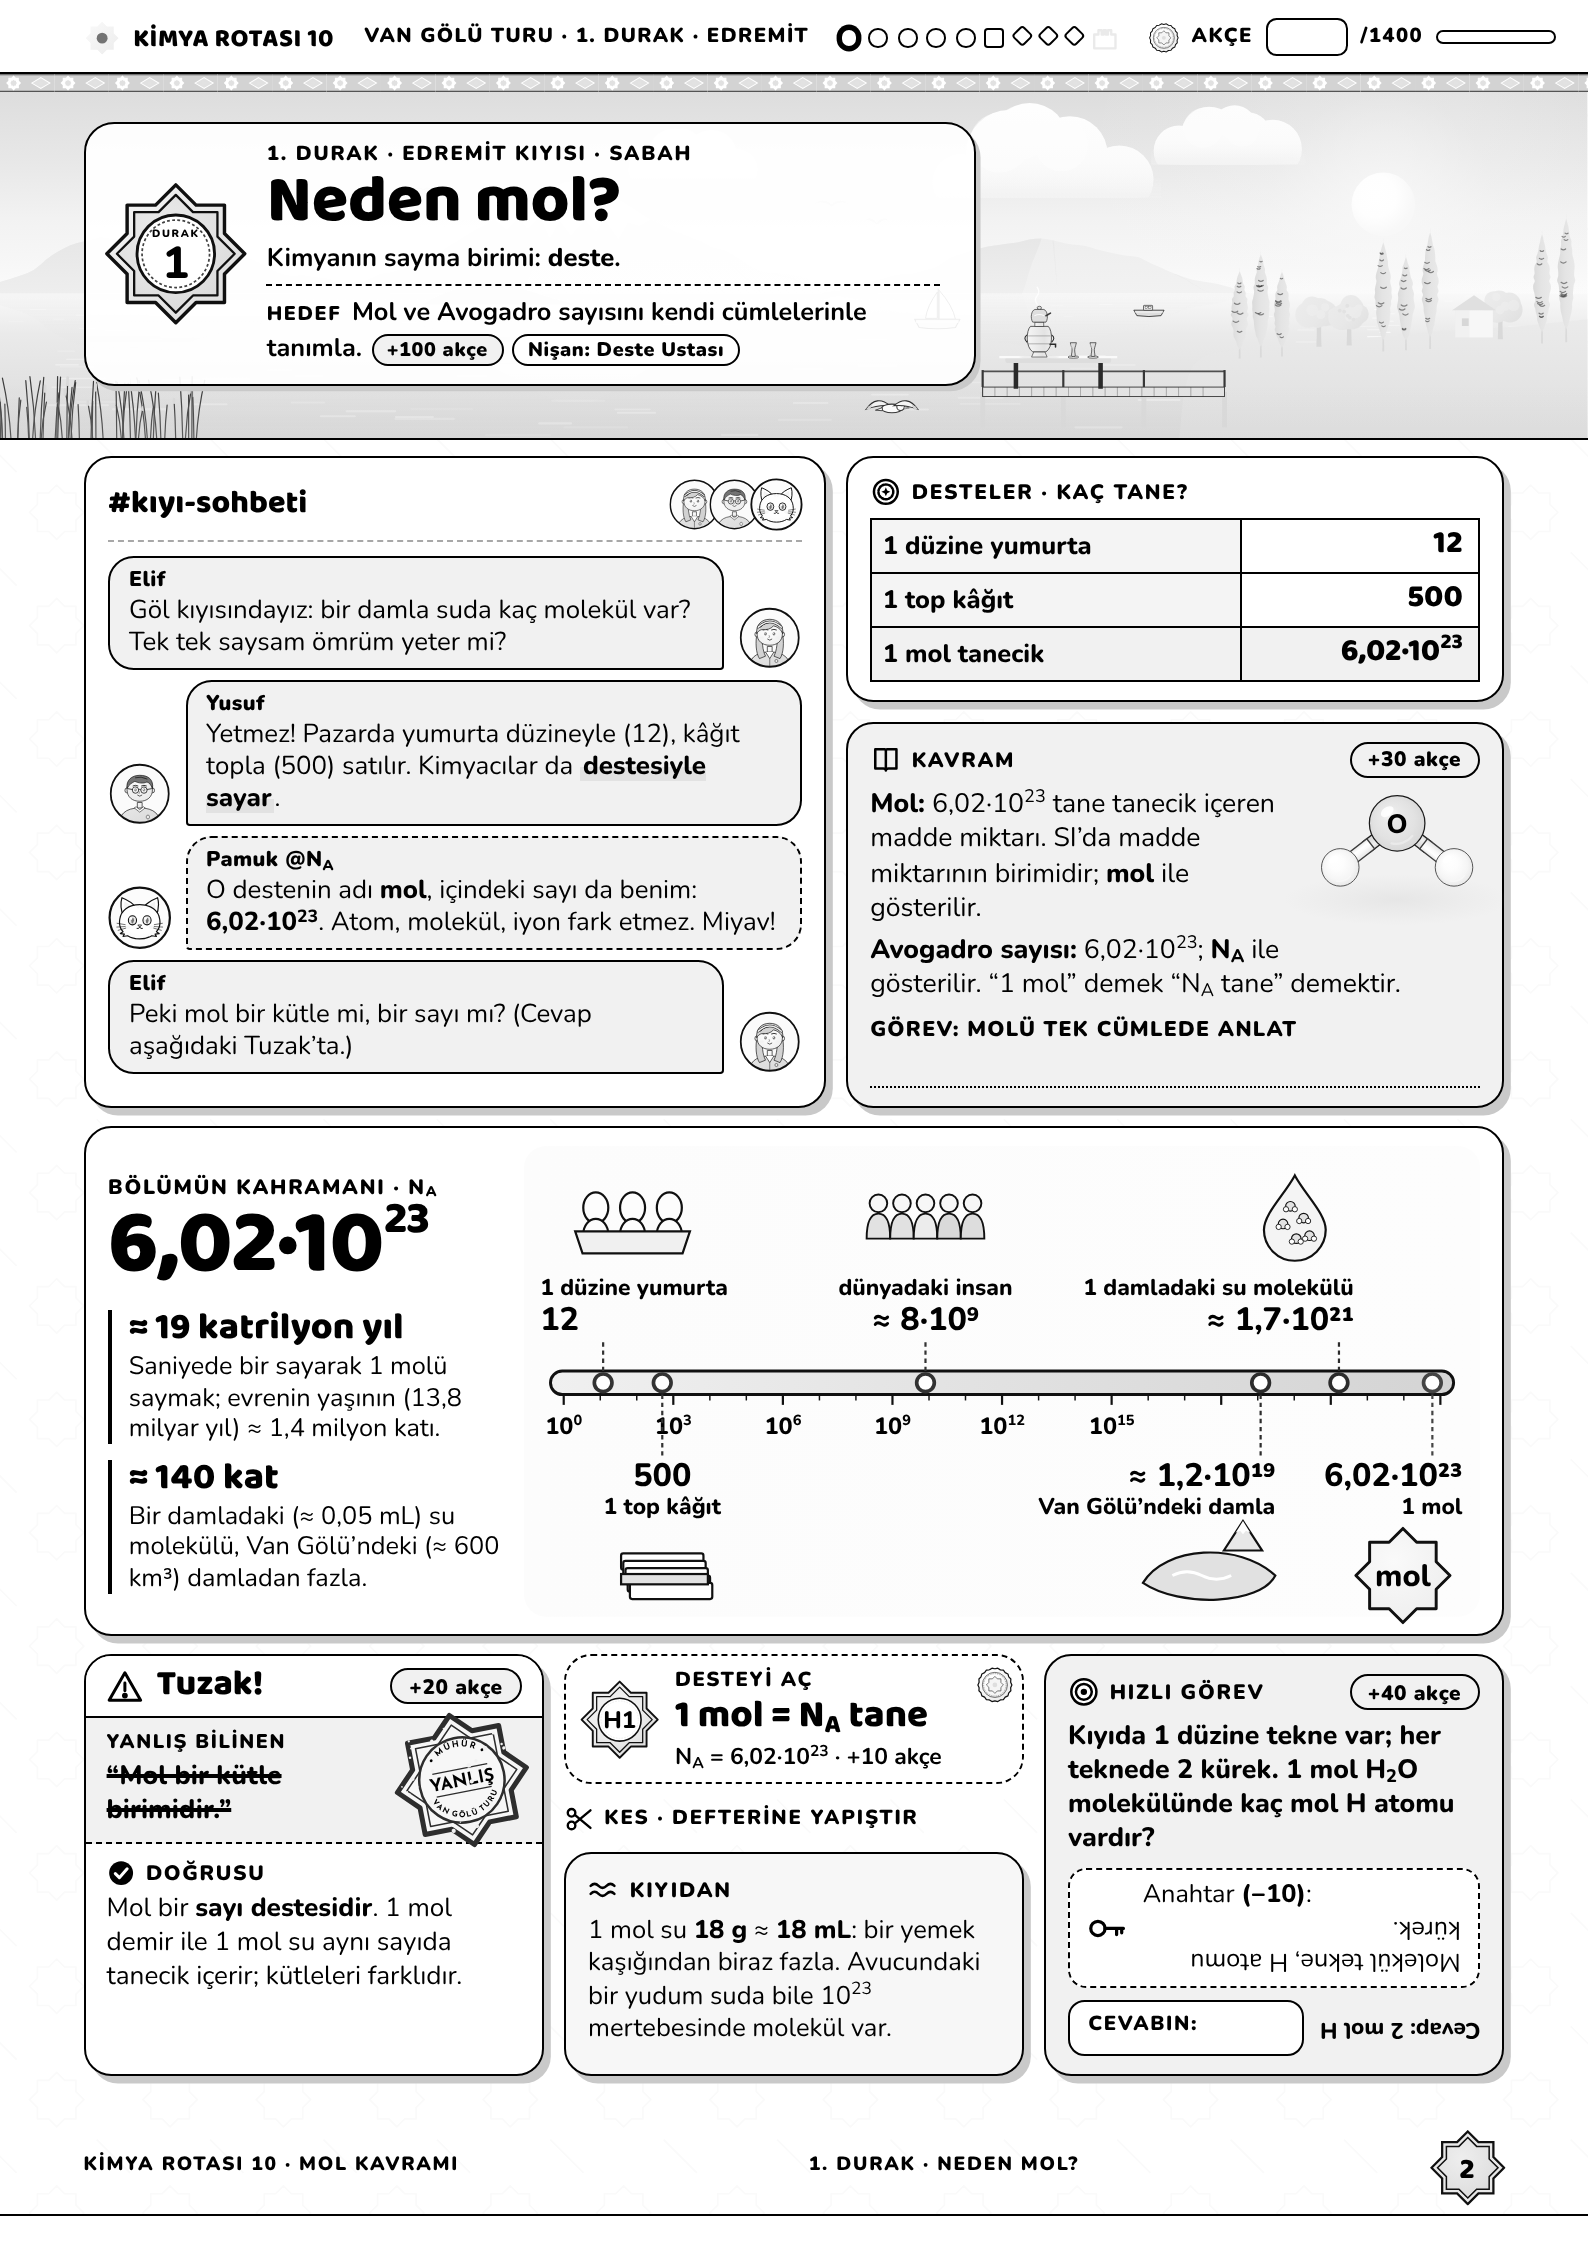 KİMYA ROTASI 10 VAN GÖLÜ TURU · 1. DURAK · EDREMİT AKÇE /1400
1. DURAK · EDREMİT KIYISI · SABAH
DURAK
1
Neden mol?
Kimyanın sayma birimi: deste.
HEDEF Mol ve Avogadro sayısını kendi cümlelerinle
tanımla. +100 akçe Nişan: Deste Ustası
#kıyı-sohbeti
Elif
Göl kıyısındayız: bir damla suda kaç molekül var?
Tek tek saysam ömrüm yeter mi?
Yusuf
Yetmez! Pazarda yumurta düzineyle (12), kâğıt
topla (500) satılır. Kimyacılar da destesiyle
sayar.
Pamuk @N_A
O destenin adı mol, içindeki sayı da benim:
6,02·10²³. Atom, molekül, iyon fark etmez. Miyav!
Elif
Peki mol bir kütle mi, bir sayı mı? (Cevap
aşağıdaki Tuzak’ta.)
DESTELER · KAÇ TANE?
1 düzine yumurta 12
1 top kâğıt 500
1 mol tanecik 6,02·10²³
KAVRAM +30 akçe
Mol: 6,02·10²³ tane tanecik içeren
madde miktarı. SI’da madde
miktarının birimidir; mol ile
gösterilir.
O
Avogadro sayısı: 6,02·10²³; N_A ile
gösterilir. “1 mol” demek “N_A tane” demektir.
GÖREV: MOLÜ TEK CÜMLEDE ANLAT
BÖLÜMÜN KAHRAMANI · N_A
6,02·10²³
≈ 19 katrilyon yıl
Saniyede bir sayarak 1 molü
saymak; evrenin yaşının (13,8
milyar yıl) ≈ 1,4 milyon katı.
≈ 140 kat
Bir damladaki (≈ 0,05 mL) su
molekülü, Van Gölü’ndeki (≈ 600
km³) damladan fazla.
1 düzine yumurta dünyadaki insan 1 damladaki su molekülü
12 ≈ 8·10⁹ ≈ 1,7·10²¹
10⁰ 10³ 10⁶ 10⁹ 10¹² 10¹⁵
500 ≈ 1,2·10¹⁹ 6,02·10²³
1 top kâğıt Van Gölü’ndeki damla 1 mol
mol
Tuzak! +20 akçe
YANLIŞ BİLİNEN
“Mol bir kütle
birimidir.”
· MÜHÜR ·
YANLIŞ
VAN GÖLÜ TURU
DOĞRUSU
Mol bir sayı destesidir. 1 mol
demir ile 1 mol su aynı sayıda
tanecik içerir; kütleleri farklıdır.
H1
DESTEYİ AÇ
1 mol = N_A tane
N_A = 6,02·10²³ · +10 akçe
KES · DEFTERİNE YAPIŞTIR
KIYIDAN
1 mol su 18 g ≈ 18 mL: bir yemek
kaşığından biraz fazla. Avucundaki
bir yudum suda bile 10²³
mertebesinde molekül var.
HIZLI GÖREV +40 akçe
Kıyıda 1 düzine tekne var; her
teknede 2 kürek. 1 mol H₂O
molekülünde kaç mol H atomu
vardır?
Anahtar (−10):
Molekül tekne, H atomu
kürek.
CEVABIN:
Cevap: 2 mol H
KİMYA ROTASI 10 · MOL KAVRAMI 1. DURAK · NEDEN MOL? 2